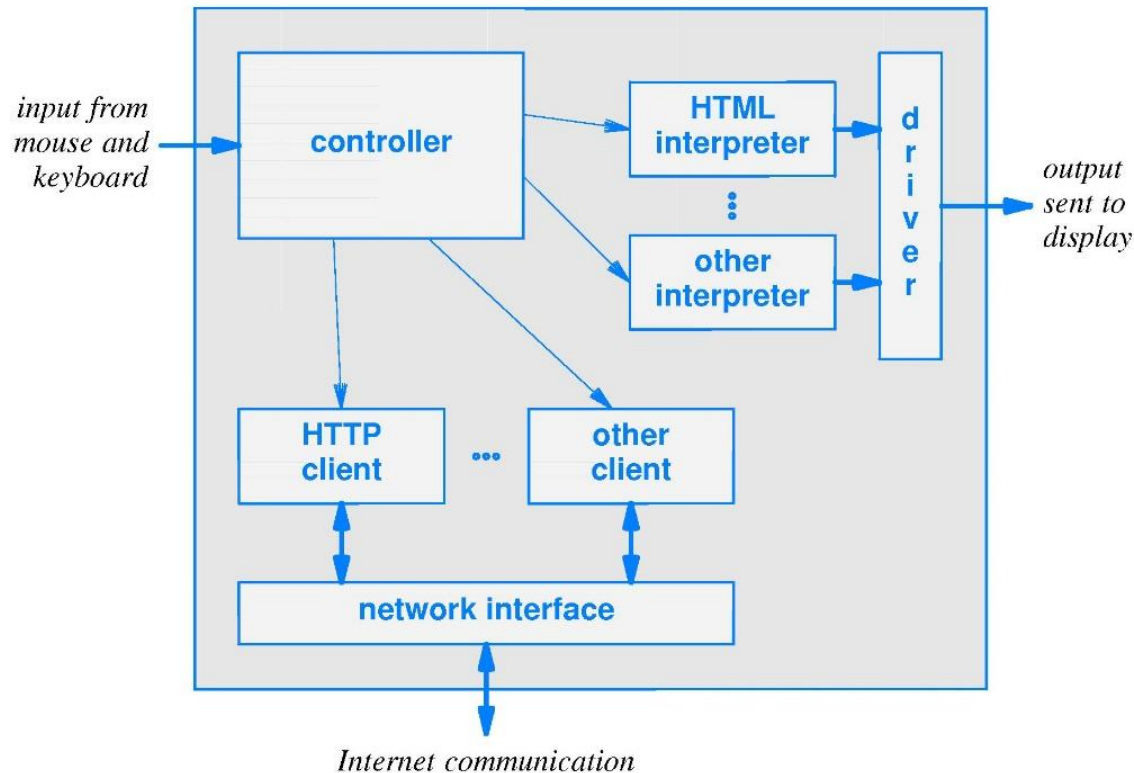 input from
mouse and
keyboard
controller
HTML
interpreter
other
interpreter
driver
output
sent to
display
HTTP
client
other
client
network interface
Internet communication